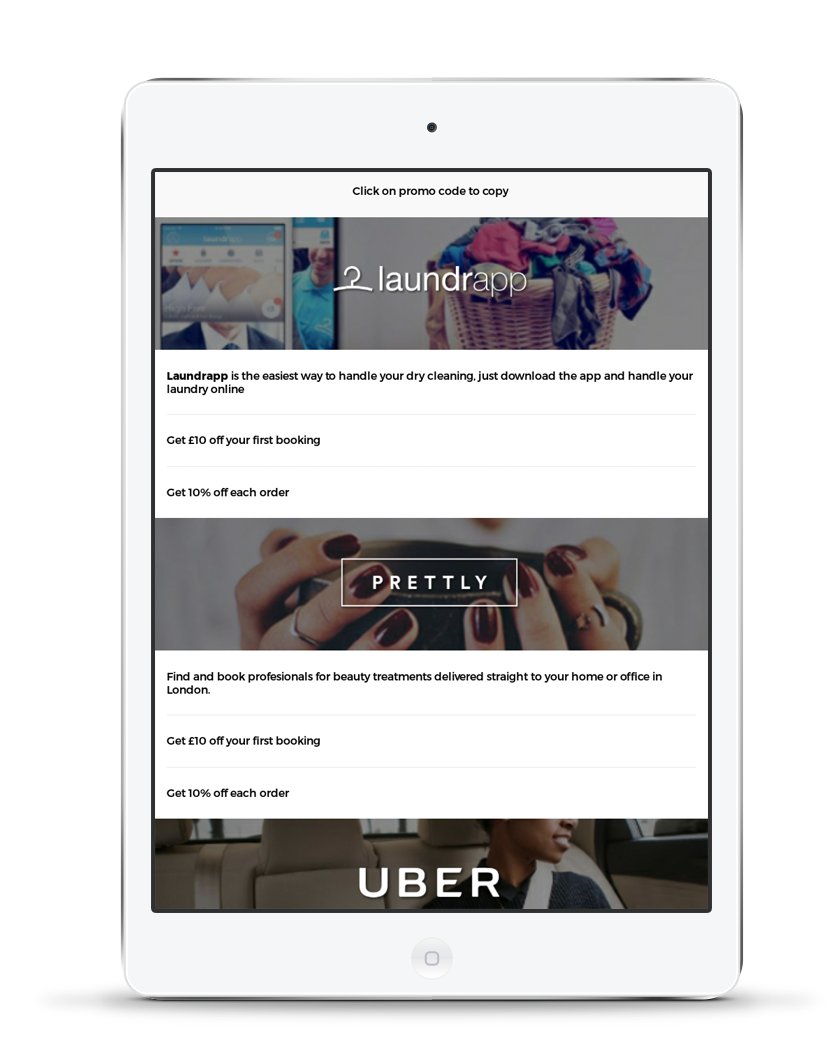 Click on promo code to copy
laundrapp
Laundrapp is the easiest way to handle your dry cleaning, just download the app and handle your
laundry online
Get £10 off your first booking
Get 10% off each order
PRETTLY
Find and book profesionals for beauty treatments delivered straight to your home or office in
London.
Get £10 off your first booking
Get 10% off each order
UBER